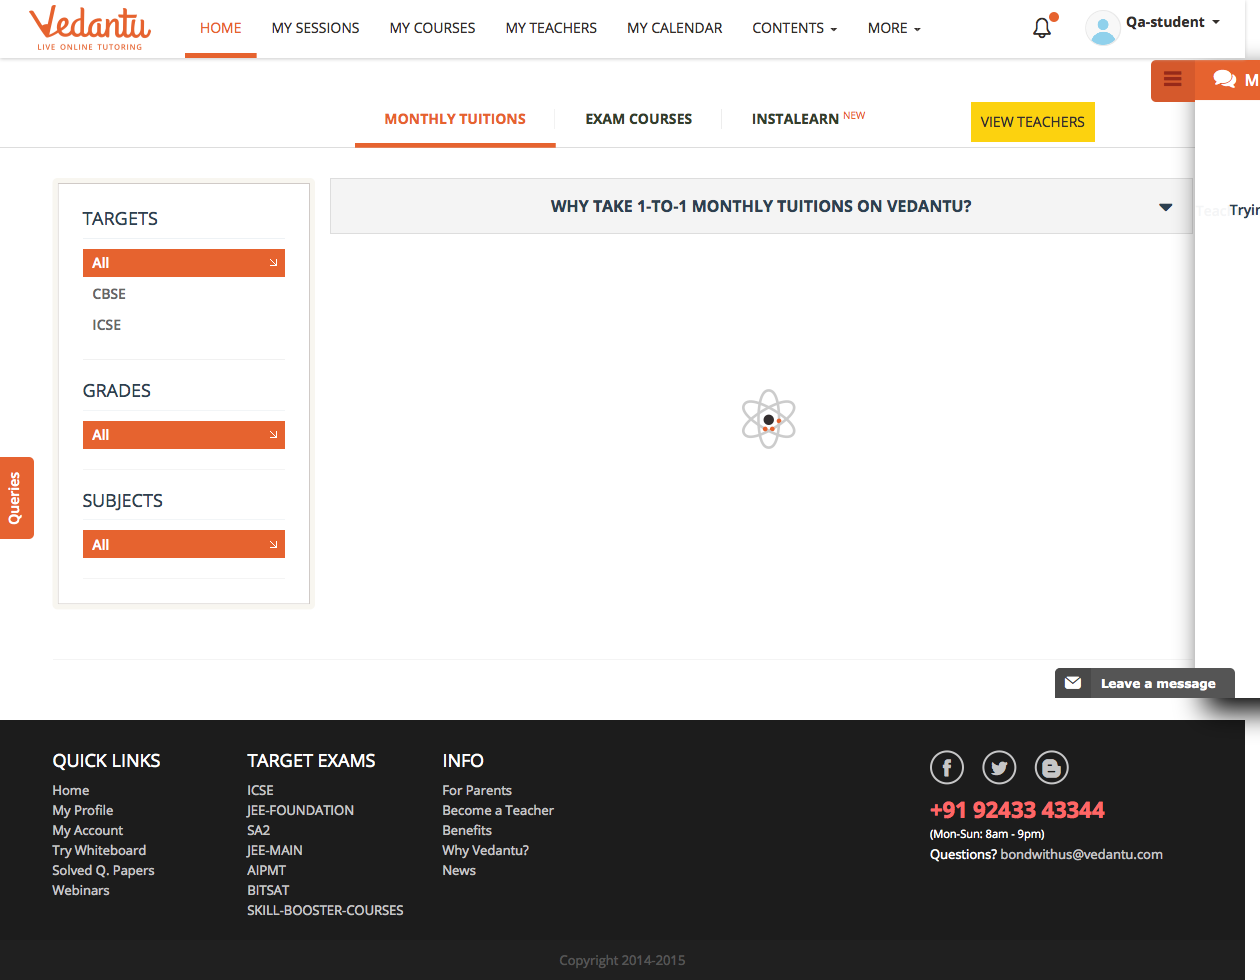 Vedantu
LIVE ONLINE TUTORING
HOME MY SESSIONS MY COURSES MY TEACHERS MY CALENDAR CONTENTS MORE
Qa-student
M
MONTHLY TUITIONS EXAM COURSES INSTALEARN NEW
VIEW TEACHERS
TARGETS
All
CBSE
ICSE
GRADES
All
SUBJECTS
All
Queries
WHY TAKE 1-TO-1 MONTHLY TUITIONS ON VEDANTU?
Teac Tryin
Leave a message
QUICK LINKS
Home
My Profile
My Account
Try Whiteboard
Solved Q. Papers
Webinars
TARGET EXAMS
ICSE
JEE-FOUNDATION
SA2
JEE-MAIN
AIPMT
BITSAT
SKILL-BOOSTER-COURSES
INFO
For Parents
Become a Teacher
Benefits
Why Vedantu?
News
+91 92433 43344
(Mon-Sun: 8am - 9pm)
Questions? bondwithus@vedantu.com
Copyright 2014-2015